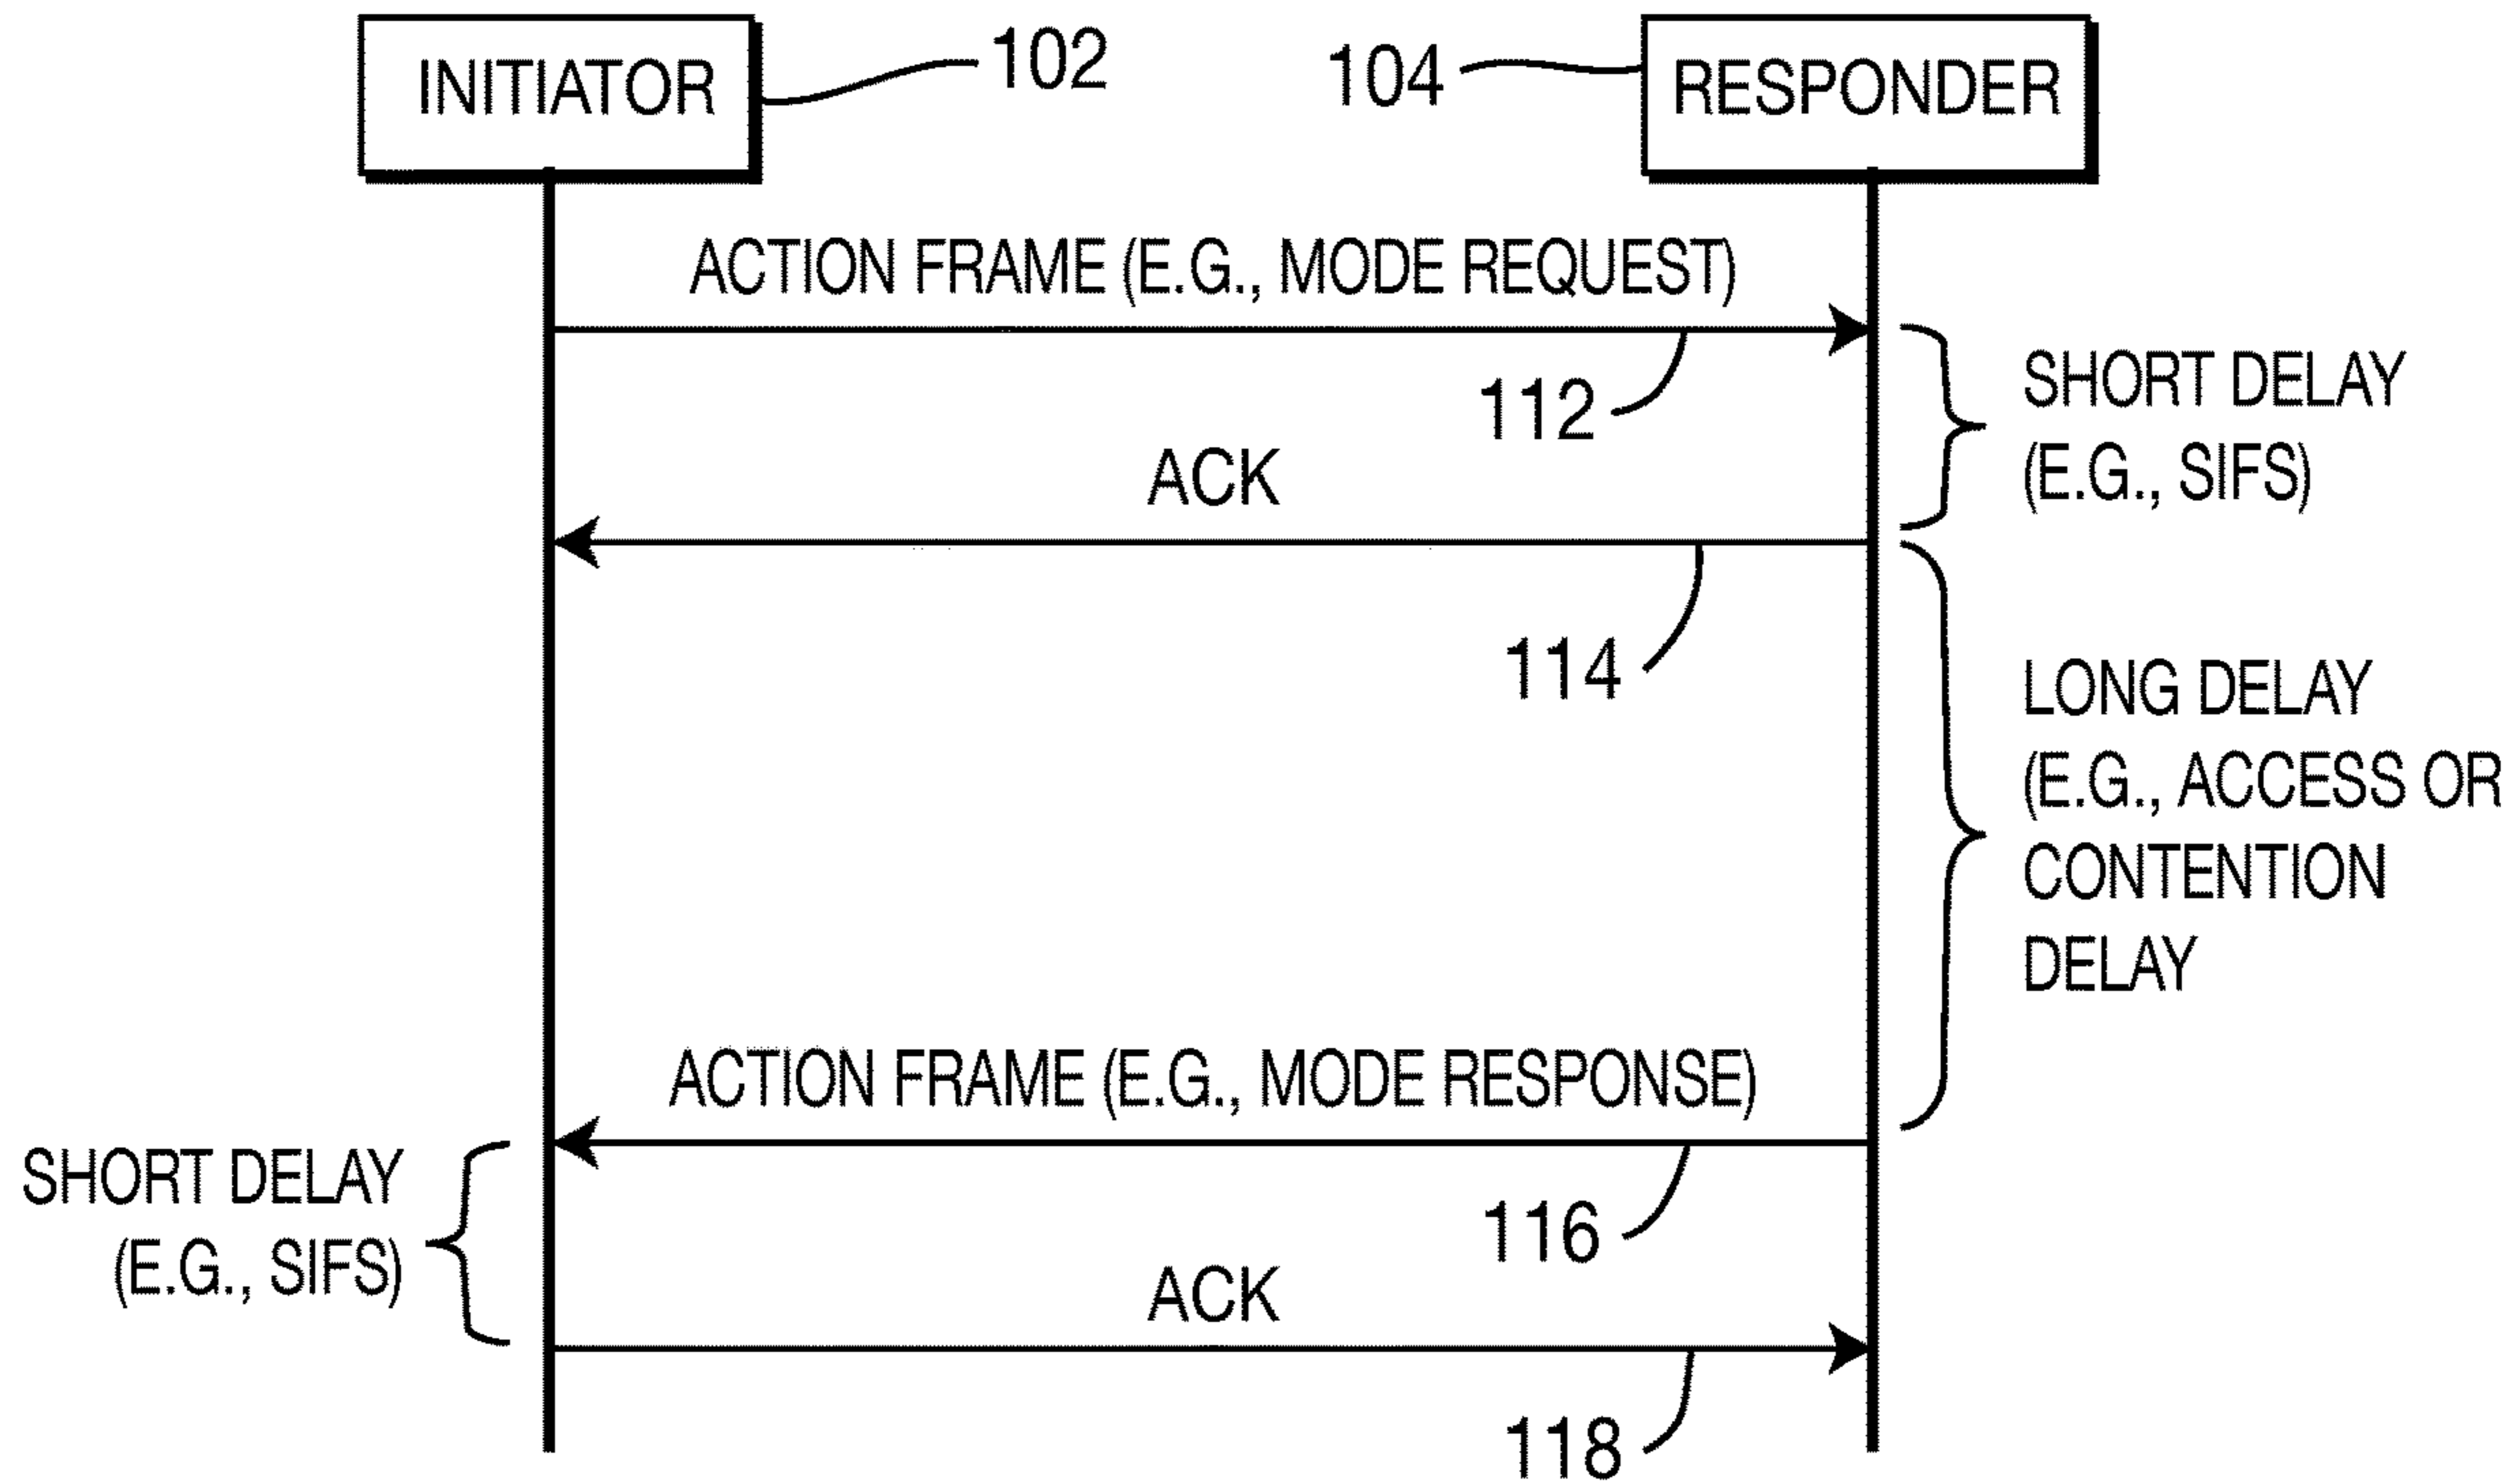 INITIATOR
102
104
RESPONDER
ACTION FRAME (E.G., MODE REQUEST)
112
SHORT DELAY
(E.G., SIFS)
ACK
114
LONG DELAY
(E.G., ACCESS OR
CONTENTION
DELAY
ACTION FRAME (E.G., MODE RESPONSE)
116
SHORT DELAY
(E.G., SIFS)
ACK
118